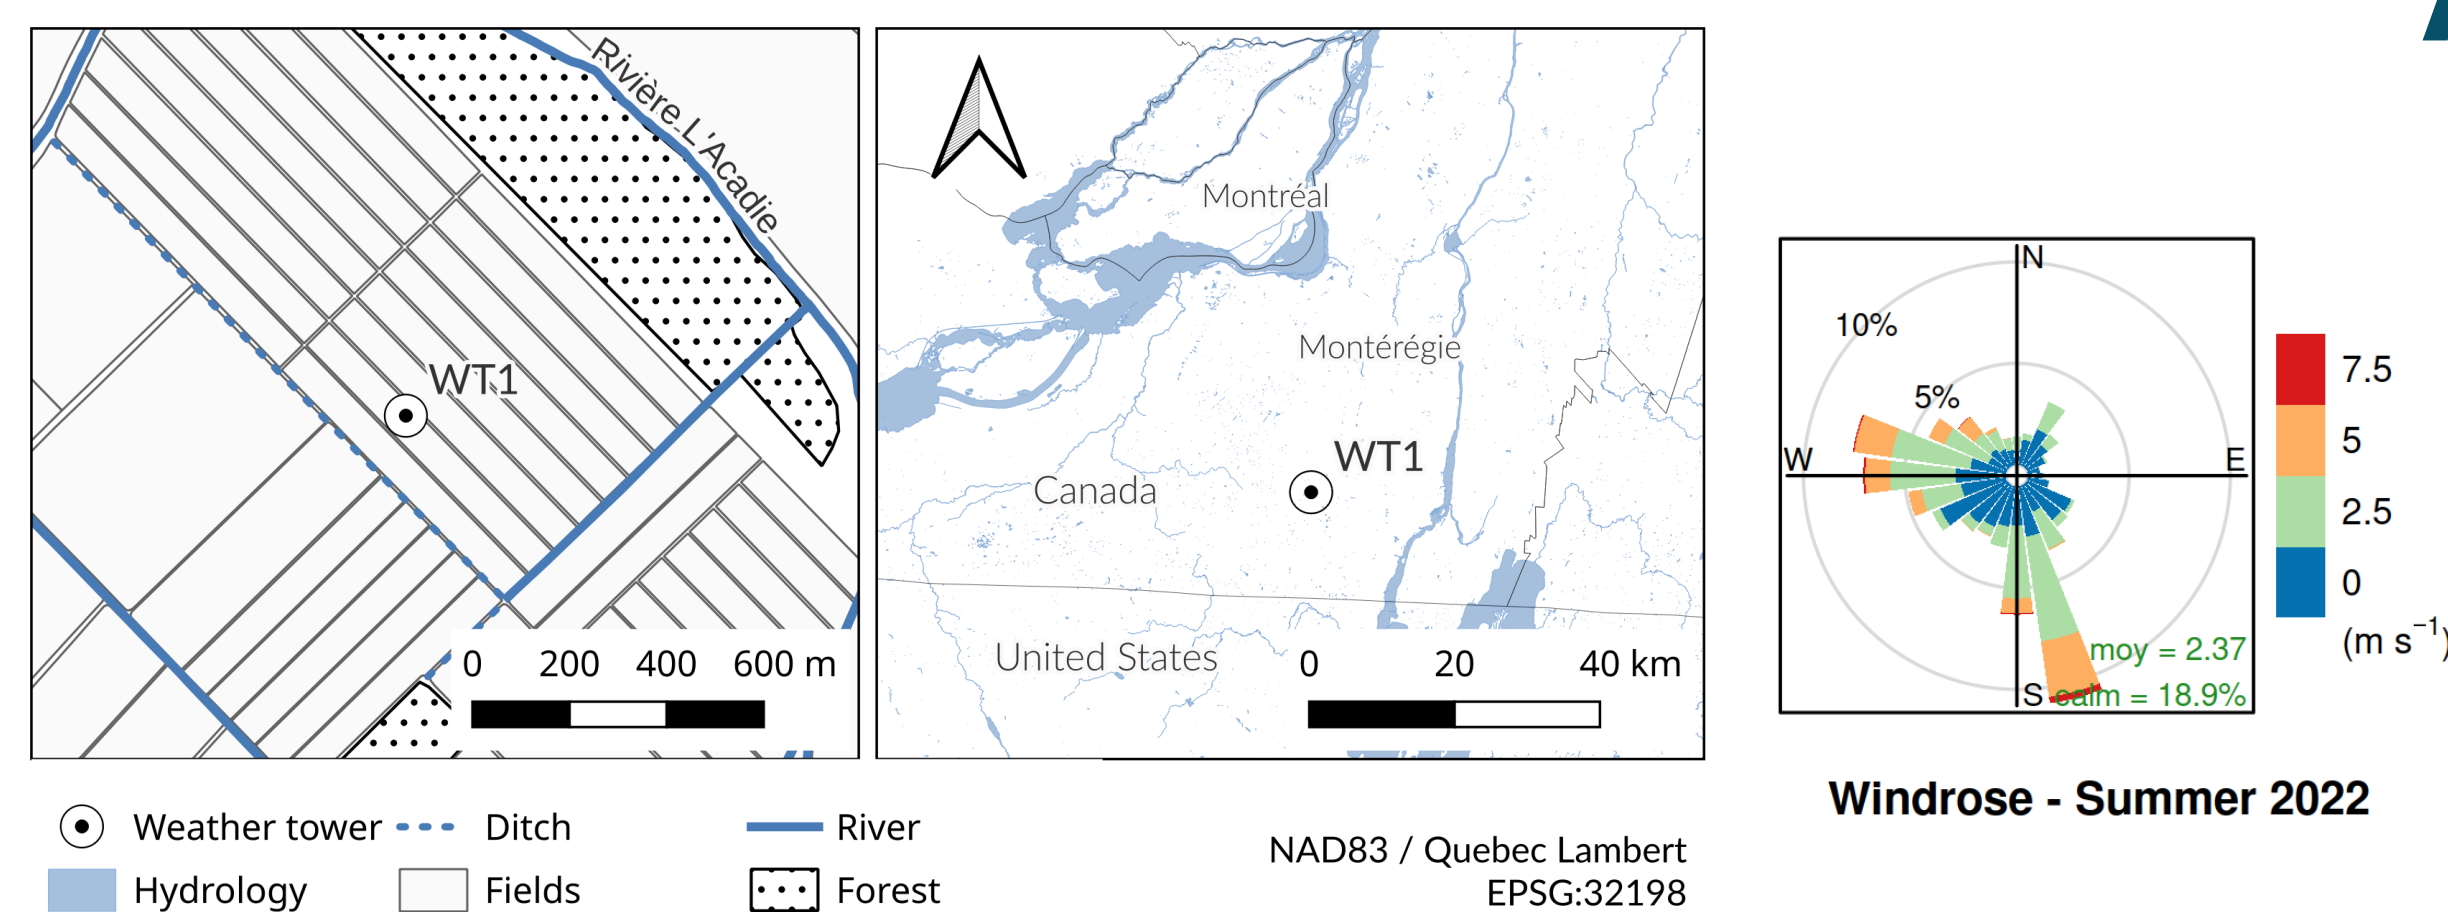 Rivière L'Acadie
WT1
0 200 400 600 m
Montréal
Montérégie
WT1
Canada
United States
0 20 40 km
N
10%
5%
W
E
S
moy = 2.37
calm = 18.9%
7.5
5
2.5
0
(m s⁻¹)
Windrose - Summer 2022
Weather tower
Ditch
River
Hydrology
Fields
Forest
NAD83 / Quebec Lambert
EPSG:32198